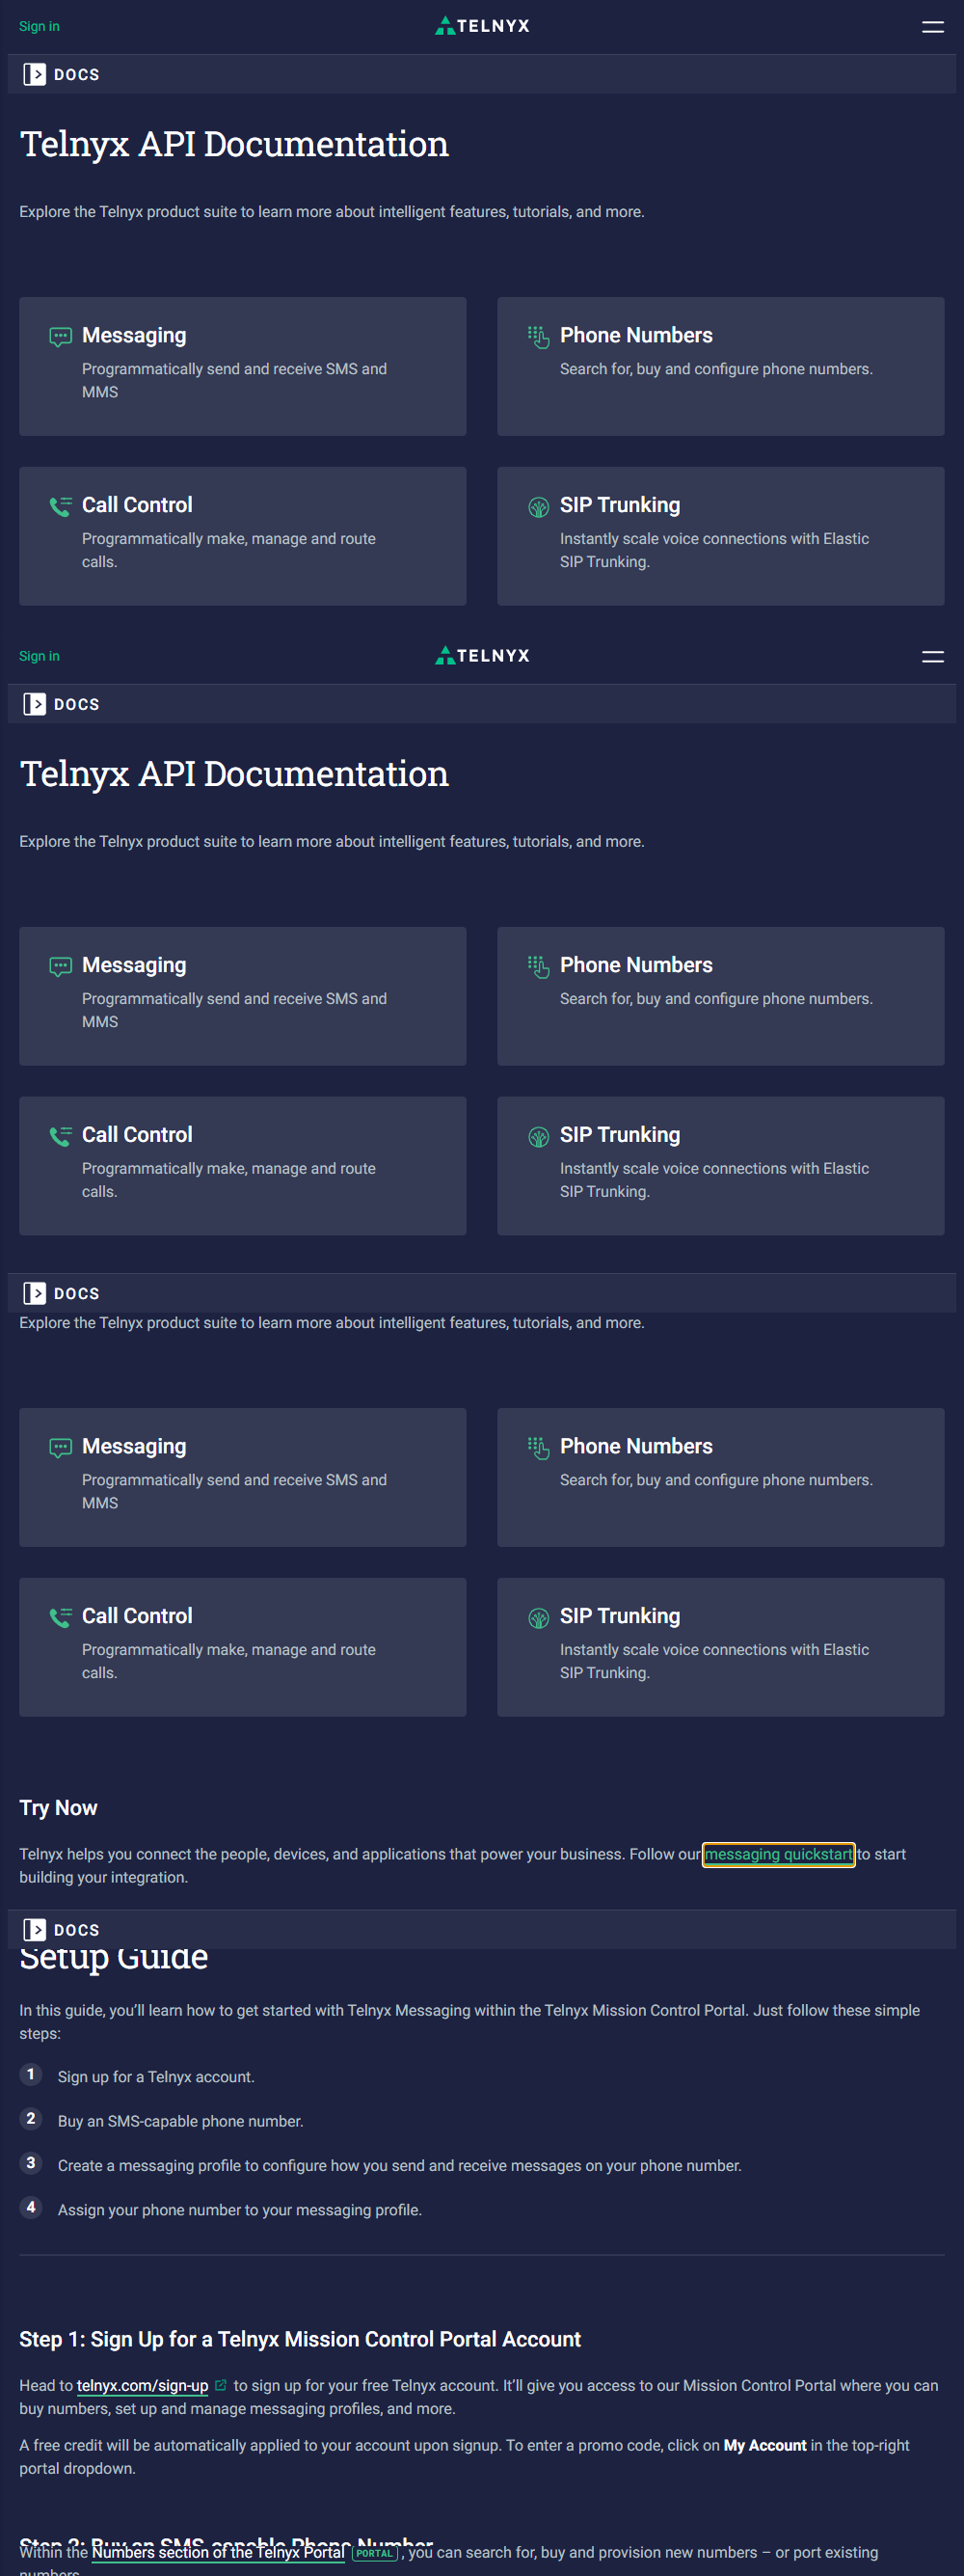 Sign in
TELNYX
DOCS
Telnyx API Documentation
Explore the Telnyx product suite to learn more about intelligent features, tutorials, and more.
Messaging
Programmatically send and receive SMS and
MMS
Phone Numbers
Search for, buy and configure phone numbers.
Call Control
Programmatically make, manage and route
calls.
SIP Trunking
Instantly scale voice connections with Elastic
SIP Trunking.
Sign in
TELNYX
DOCS
Telnyx API Documentation
Explore the Telnyx product suite to learn more about intelligent features, tutorials, and more.
Messaging
Programmatically send and receive SMS and
MMS
Phone Numbers
Search for, buy and configure phone numbers.
Call Control
Programmatically make, manage and route
calls.
SIP Trunking
Instantly scale voice connections with Elastic
SIP Trunking.
DOCS
Explore the Telnyx product suite to learn more about intelligent features, tutorials, and more.
Messaging
Programmatically send and receive SMS and
MMS
Phone Numbers
Search for, buy and configure phone numbers.
Call Control
Programmatically make, manage and route
calls.
SIP Trunking
Instantly scale voice connections with Elastic
SIP Trunking.
Try Now
Telnyx helps you connect the people, devices, and applications that power your business. Follow our messaging quickstart to start
building your integration.
DOCS
Setup Guide
In this guide, you’ll learn how to get started with Telnyx Messaging within the Telnyx Mission Control Portal. Just follow these simple
steps:
1 Sign up for a Telnyx account.
2 Buy an SMS-capable phone number.
3 Create a messaging profile to configure how you send and receive messages on your phone number.
4 Assign your phone number to your messaging profile.
Step 1: Sign Up for a Telnyx Mission Control Portal Account
Head to telnyx.com/sign-up to sign up for your free Telnyx account. It’ll give you access to our Mission Control Portal where you can
buy numbers, set up and manage messaging profiles, and more.
A free credit will be automatically applied to your account upon signup. To enter a promo code, click on My Account in the top-right
portal dropdown.
Step 2: Buy an SMS-capable Phone Number
Within the Numbers section of the Telnyx Portal PORTAL , you can search for, buy and provision new numbers – or port existing
numbers